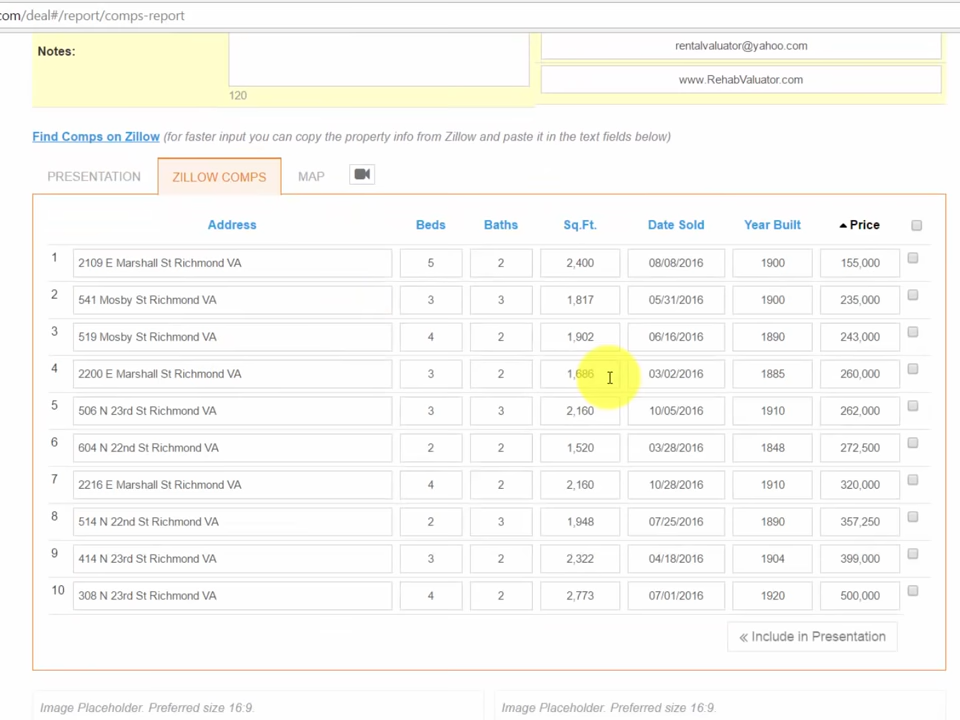 com/deal#/report/comps-report
Notes:
rentalvaluator@yahoo.com
www.RehabValuator.com
120
Find Comps on Zillow (for faster input you can copy the property info from Zillow and paste it in the text fields below)
PRESENTATION ZILLOW COMPS MAP
Address Beds Baths Sq.Ft. Date Sold Year Built Price
1 2109 E Marshall St Richmond VA 5 2 2,400 08/08/2016 1900 155,000
2 541 Mosby St Richmond VA 3 3 1,817 05/31/2016 1900 235,000
3 519 Mosby St Richmond VA 4 2 1,902 06/16/2016 1890 243,000
4 2200 E Marshall St Richmond VA 3 2 1,686 03/02/2016 1885 260,000
5 506 N 23rd St Richmond VA 3 3 2,160 10/05/2016 1910 262,000
6 604 N 22nd St Richmond VA 2 2 1,520 03/28/2016 1848 272,500
7 2216 E Marshall St Richmond VA 4 2 2,160 10/28/2016 1910 320,000
8 514 N 22nd St Richmond VA 2 3 1,948 07/25/2016 1890 357,250
9 414 N 23rd St Richmond VA 3 2 2,322 04/18/2016 1904 399,000
10 308 N 23rd St Richmond VA 4 2 2,773 07/01/2016 1920 500,000
« Include in Presentation
Image Placeholder. Preferred size 16:9. Image Placeholder. Preferred size 16:9.